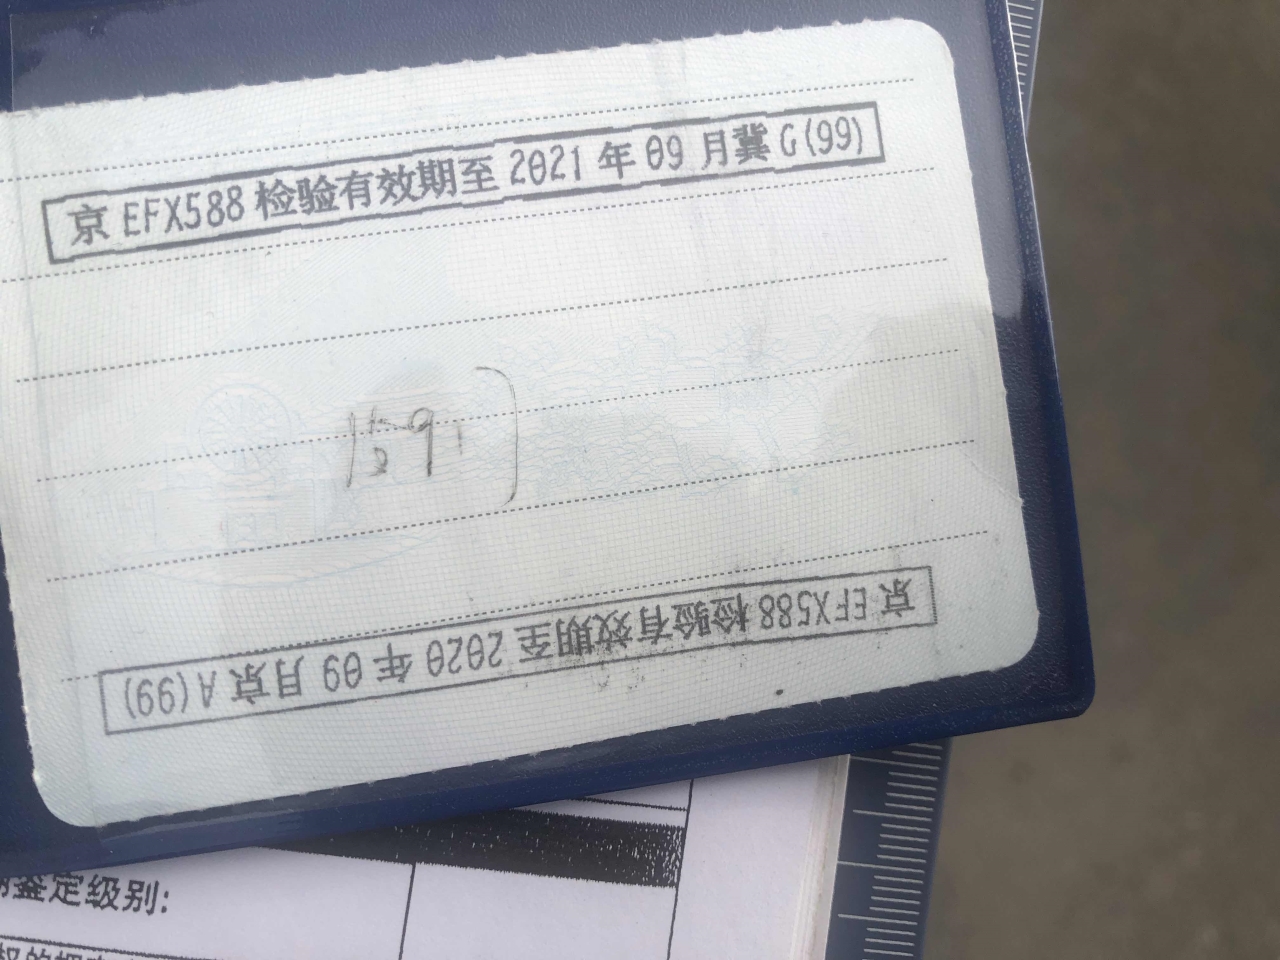 京 EFX588 检验有效期至 2021 年 09 月冀 G(99)
京 EFX588 检验有效期至 2020 年 09 月京 A(99)
鉴定级别: